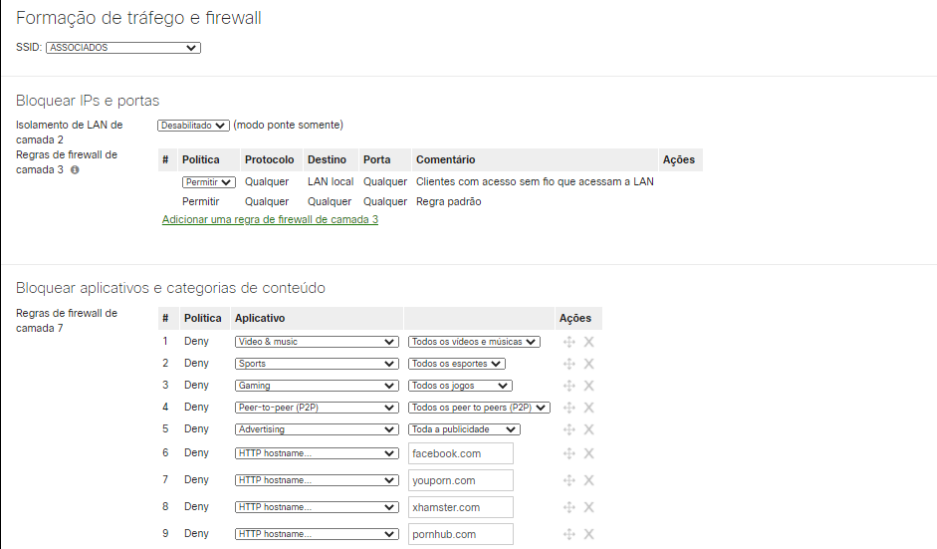 Formação de tráfego e firewall
SSID: ASSOCIADOS
Bloquear IPs e portas
Isolamento de LAN de camada 2 Desabilitado (modo ponte somente)
Regras de firewall de camada 3
# Política Protocolo Destino Porta Comentário Ações
Permitir Qualquer LAN local Qualquer Clientes com acesso sem fio que acessam a LAN
Permitir Qualquer Qualquer Qualquer Regra padrão
Adicionar uma regra de firewall de camada 3
Bloquear aplicativos e categorias de conteúdo
Regras de firewall de camada 7
# Política Aplicativo Ações
1 Deny Video & music Todos os vídeos e músicas
2 Deny Sports Todos os esportes
3 Deny Gaming Todos os jogos
4 Deny Peer-to-peer (P2P) Todos os peer to peers (P2P)
5 Deny Advertising Toda a publicidade
6 Deny HTTP hostname... facebook.com
7 Deny HTTP hostname... youporn.com
8 Deny HTTP hostname... xhamster.com
9 Deny HTTP hostname... pornhub.com